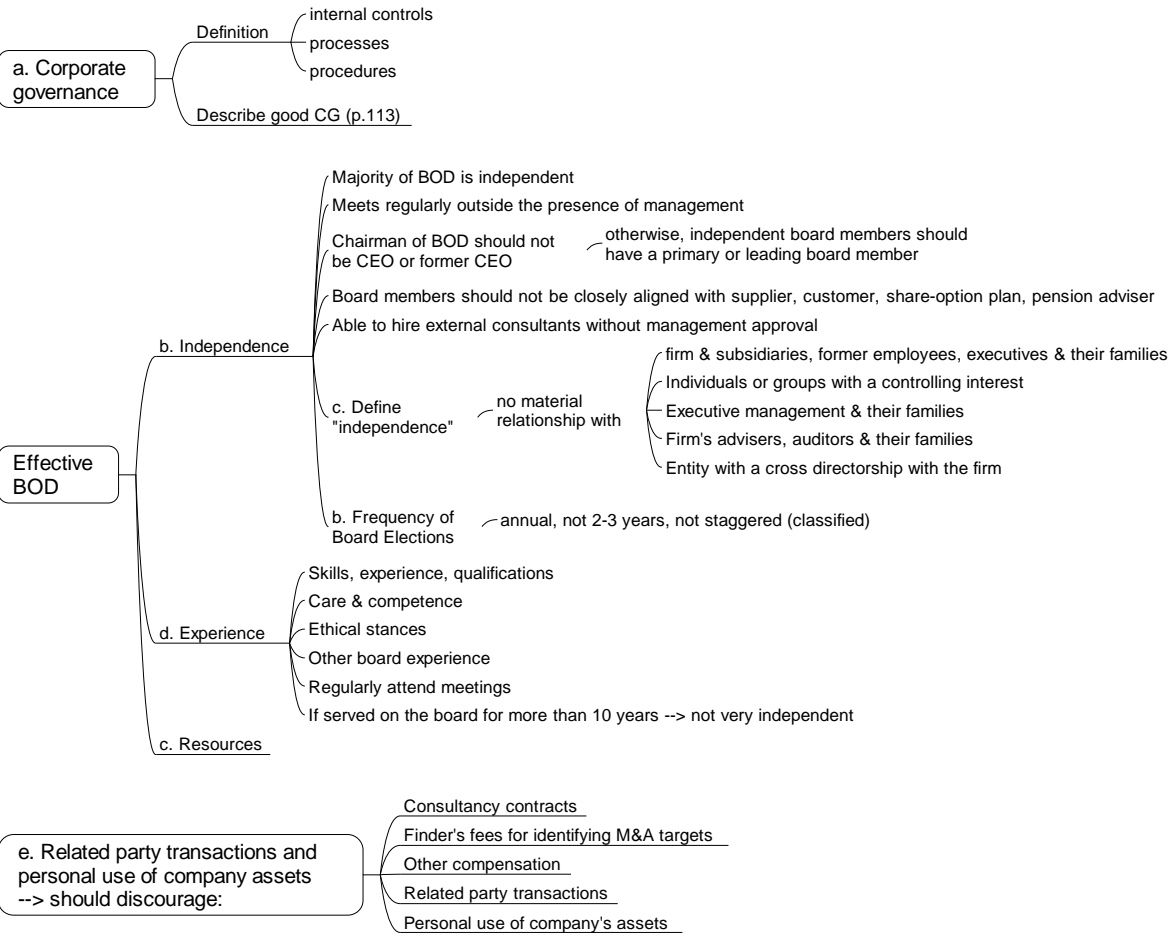 a. Corporate
governance
Definition
internal controls
processes
procedures
Describe good CG (p.113)
Effective
BOD
b. Independence
Majority of BOD is independent
Meets regularly outside the presence of management
Chairman of BOD should not
be CEO or former CEO
otherwise, independent board members should
have a primary or leading board member
Board members should not be closely aligned with supplier, customer, share-option plan, pension adviser
Able to hire external consultants without management approval
c. Define
"independence"
no material
relationship with
firm & subsidiaries, former employees, executives & their families
Individuals or groups with a controlling interest
Executive management & their families
Firm's advisers, auditors & their families
Entity with a cross directorship with the firm
b. Frequency of
Board Elections
annual, not 2-3 years, not staggered (classified)
d. Experience
Skills, experience, qualifications
Care & competence
Ethical stances
Other board experience
Regularly attend meetings
If served on the board for more than 10 years --> not very independent
c. Resources
e. Related party transactions and
personal use of company assets
--> should discourage:
Consultancy contracts
Finder's fees for identifying M&A targets
Other compensation
Related party transactions
Personal use of company's assets